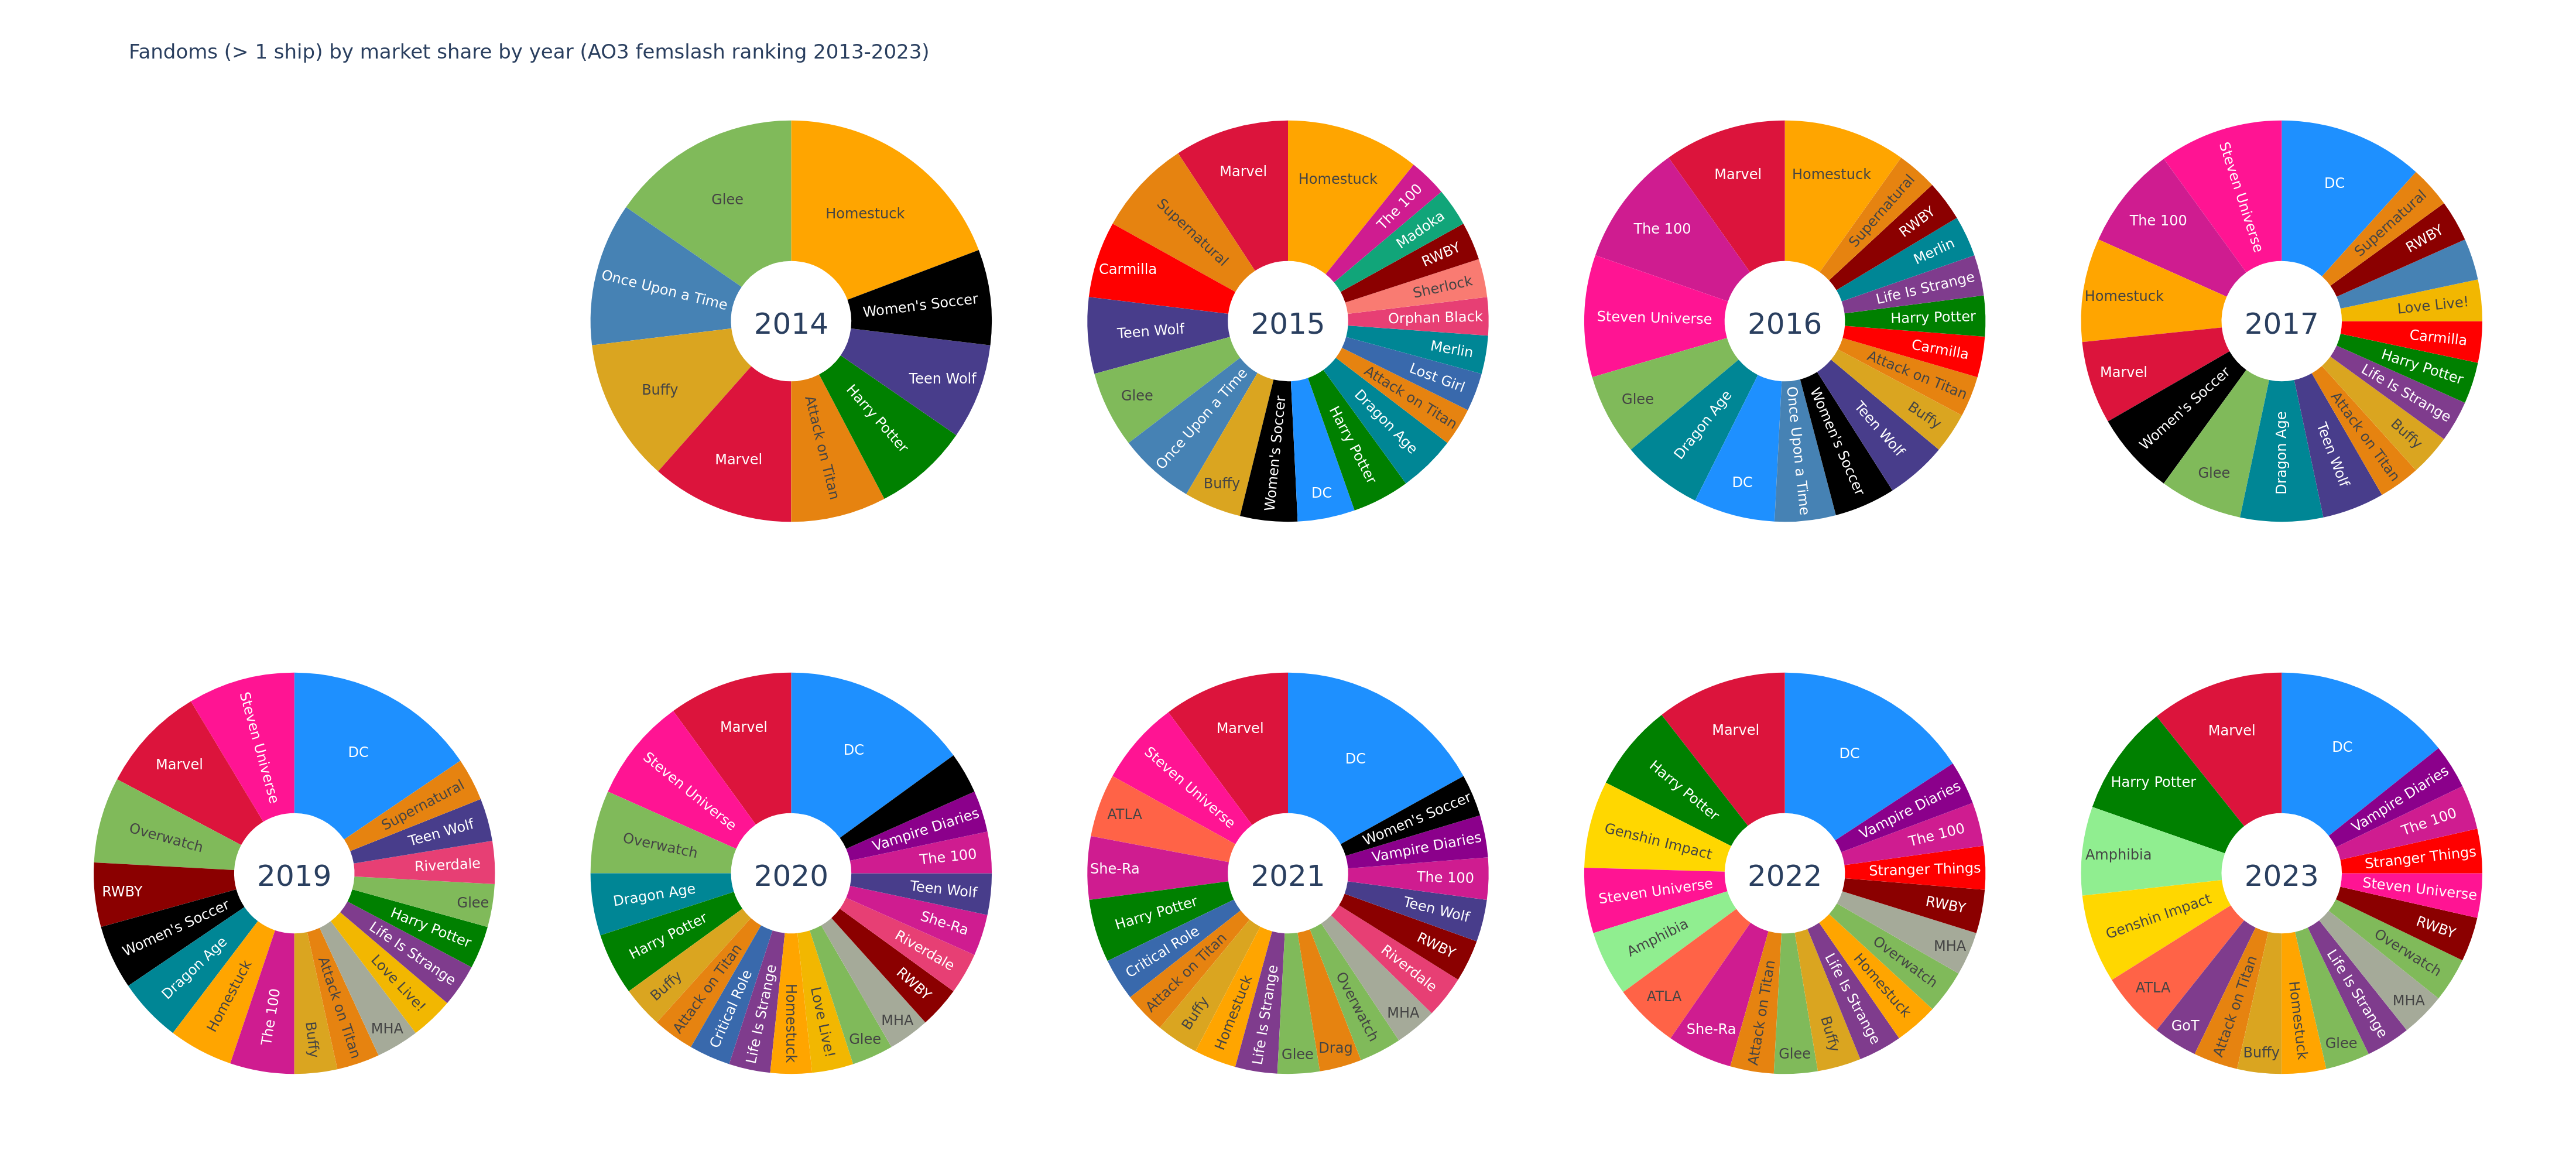 Fandoms (> 1 ship) by market share by year (AO3 femslash ranking 2013-2023)
2014
Homestuck
Women's Soccer
Teen Wolf
Harry Potter
Attack on Titan
Marvel
Buffy
Once Upon a Time
Glee
2015
Homestuck
The 100
Madoka
RWBY
Sherlock
Orphan Black
Merlin
Lost Girl
Attack on Titan
Dragon Age
Harry Potter
DC
Women's Soccer
Buffy
Once Upon a Time
Glee
Teen Wolf
Carmilla
Supernatural
Marvel
2016
Homestuck
Supernatural
RWBY
Merlin
Life Is Strange
Harry Potter
Carmilla
Attack on Titan
Buffy
Teen Wolf
Women's Soccer
Once Upon a Time
DC
Dragon Age
Glee
Steven Universe
The 100
Marvel
2017
DC
Supernatural
RWBY
Love Live!
Carmilla
Harry Potter
Life Is Strange
Buffy
Attack on Titan
Teen Wolf
Dragon Age
Glee
Women's Soccer
Marvel
Homestuck
The 100
Steven Universe
2019
DC
Supernatural
Teen Wolf
Riverdale
Glee
Harry Potter
Life Is Strange
Love Live!
MHA
Attack on Titan
Buffy
The 100
Homestuck
Dragon Age
Women's Soccer
RWBY
Overwatch
Marvel
Steven Universe
2020
DC
Vampire Diaries
The 100
Teen Wolf
She-Ra
Riverdale
RWBY
MHA
Glee
Love Live!
Homestuck
Life Is Strange
Critical Role
Attack on Titan
Buffy
Harry Potter
Dragon Age
Overwatch
Steven Universe
Marvel
2021
DC
Women's Soccer
Vampire Diaries
The 100
Teen Wolf
RWBY
Riverdale
MHA
Overwatch
Drag
Glee
Life Is Strange
Homestuck
Buffy
Attack on Titan
Critical Role
Harry Potter
She-Ra
ATLA
Steven Universe
Marvel
2022
DC
Vampire Diaries
The 100
Stranger Things
RWBY
MHA
Overwatch
Homestuck
Life Is Strange
Buffy
Glee
Attack on Titan
She-Ra
ATLA
Amphibia
Steven Universe
Genshin Impact
Harry Potter
Marvel
2023
DC
Vampire Diaries
The 100
Stranger Things
Steven Universe
RWBY
Overwatch
MHA
Life Is Strange
Glee
Homestuck
Buffy
Attack on Titan
GoT
ATLA
Genshin Impact
Amphibia
Harry Potter
Marvel